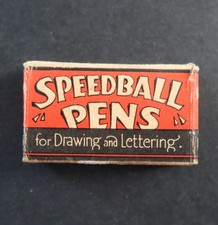 SPEEDBALL
PENS
for Drawing and Lettering.